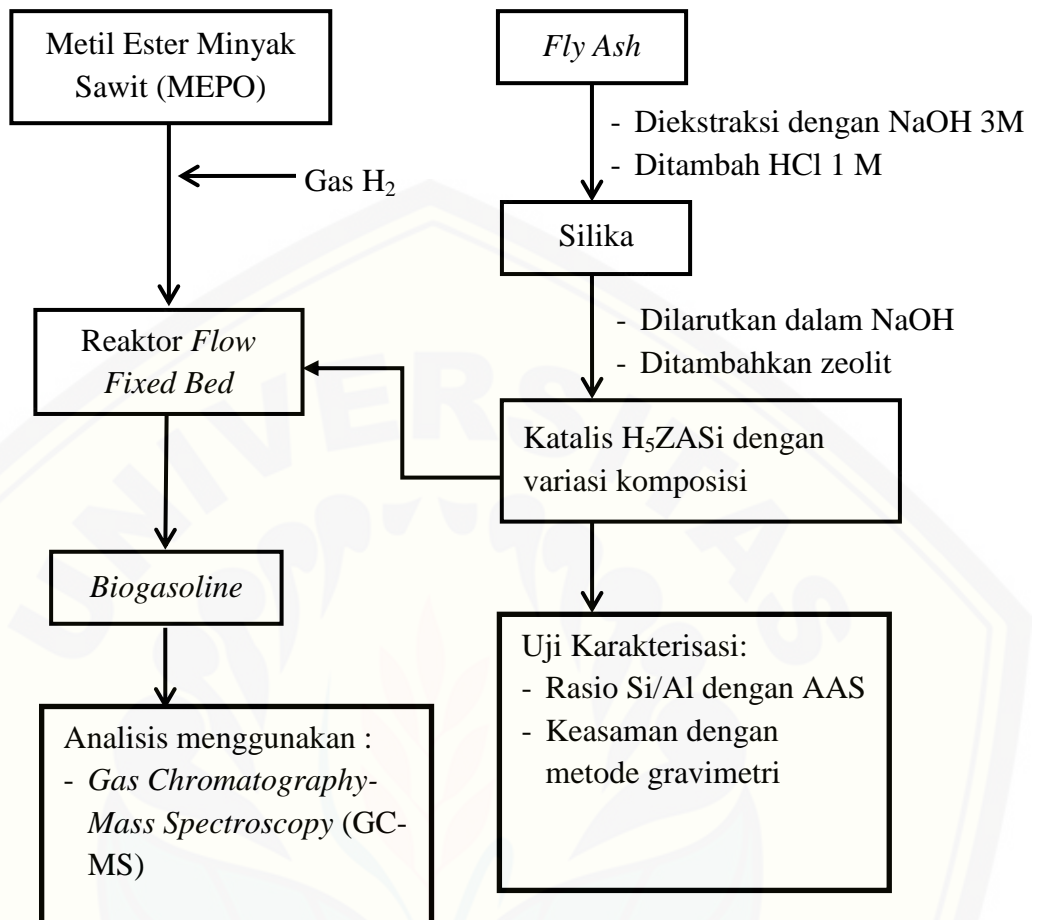 Metil Ester Minyak
Sawit (MEPO)
Gas H₂
Reaktor Flow
Fixed Bed
Biogasoline
Analisis menggunakan :
- Gas Chromatography-
Mass Spectroscopy (GC-
MS)
Fly Ash
- Diekstraksi dengan NaOH 3M
- Ditambah HCl 1 M
Silika
- Dilarutkan dalam NaOH
- Ditambahkan zeolit
Katalis H₅ZASi dengan
variasi komposisi
Uji Karakterisasi:
- Rasio Si/Al dengan AAS
- Keasaman dengan
metode gravimetri
UNIVERSITAS